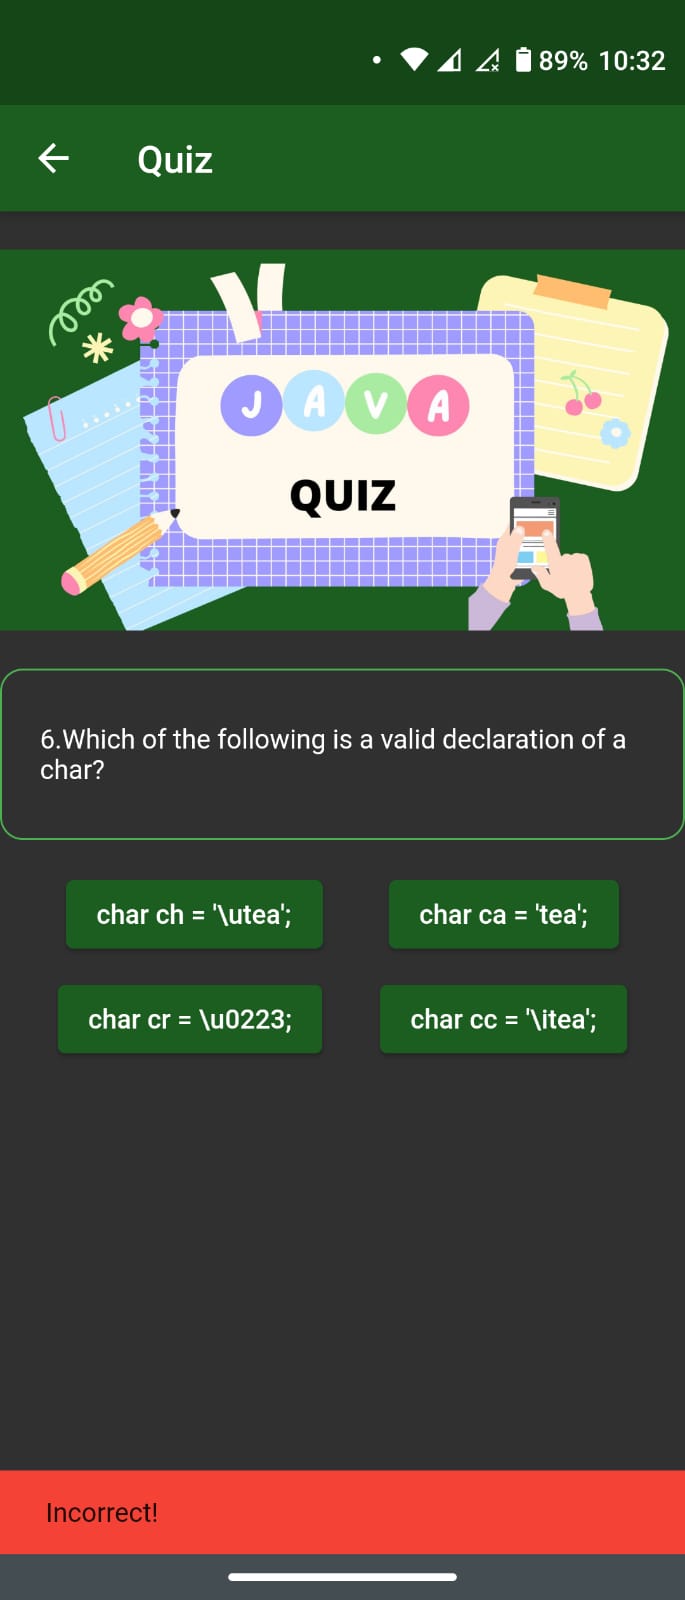 89% 10:32
Quiz
JAVA
QUIZ
6.Which of the following is a valid declaration of a
char?
char ch = '\utea';
char ca = 'tea';
char cr = \u0223;
char cc = '\itea';
Incorrect!